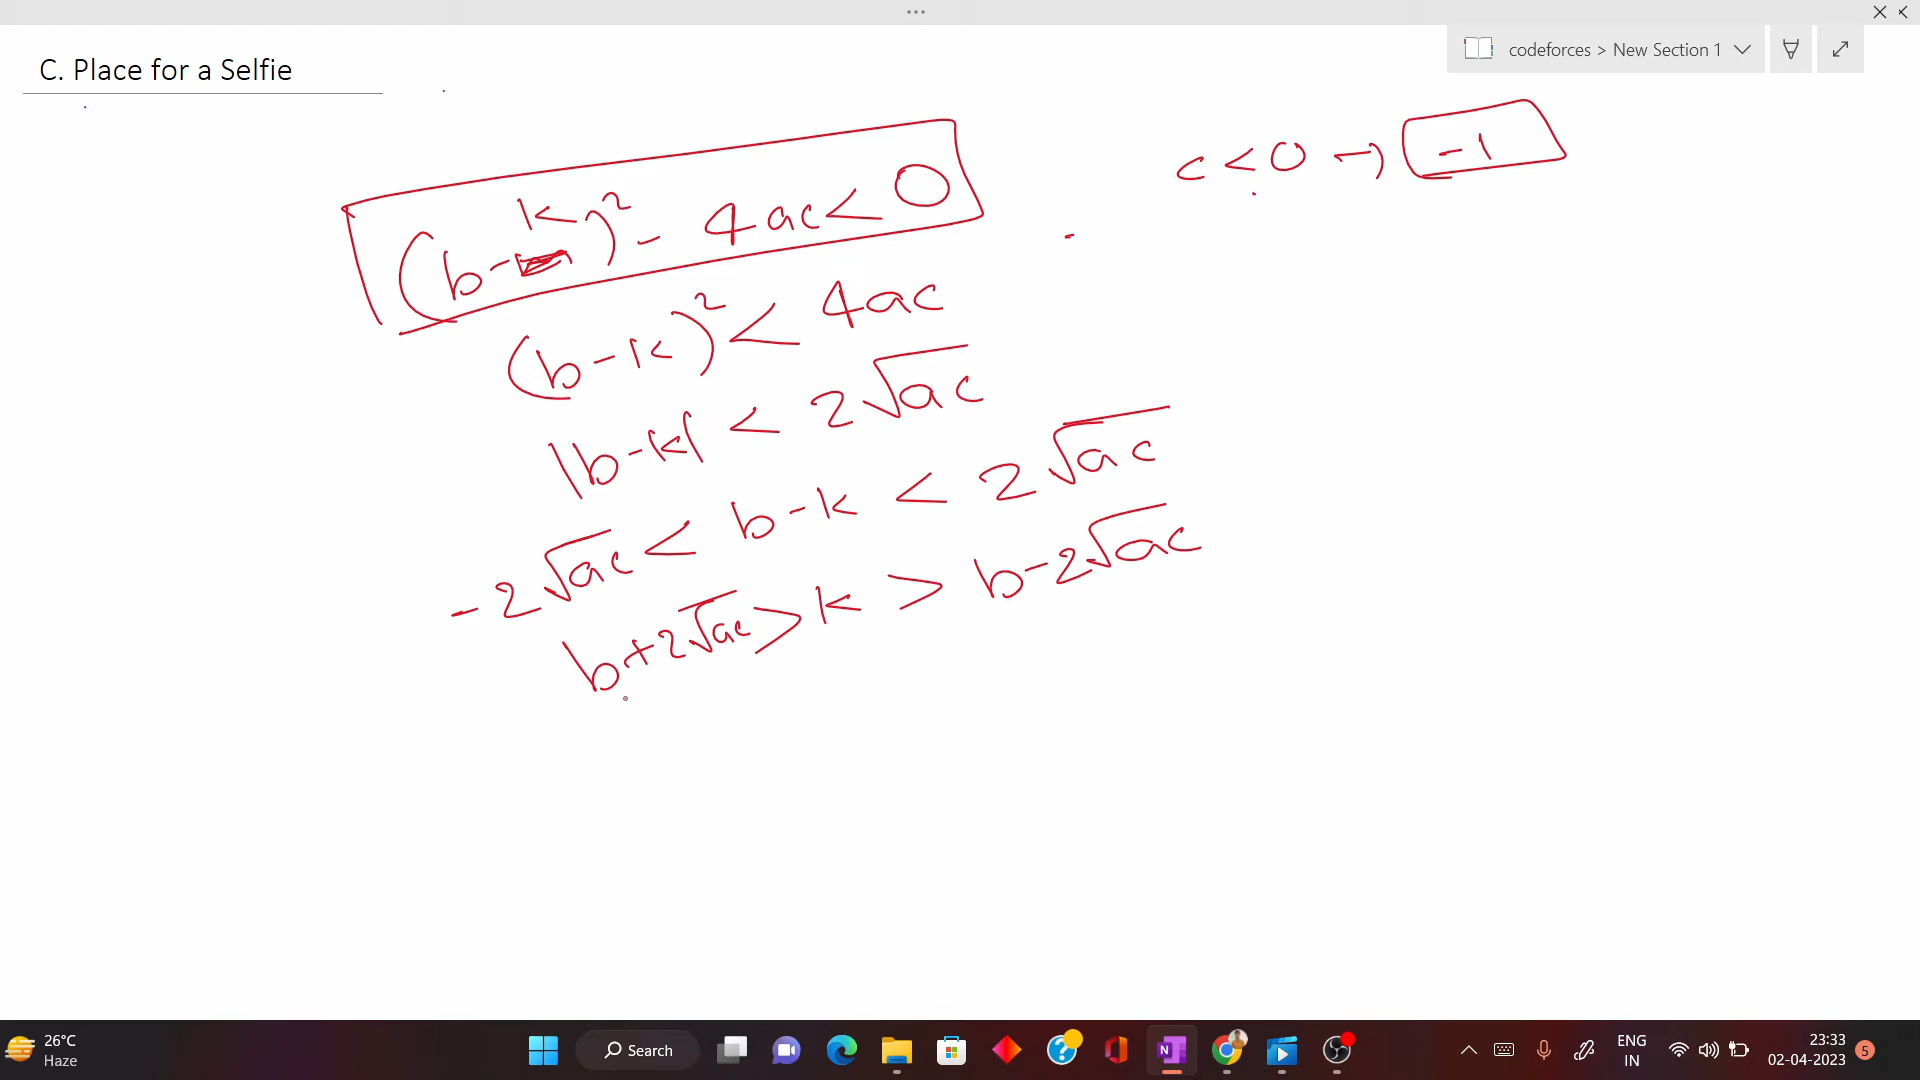 C. Place for a Selfie
codeforces > New Section 1
c < 0 → -1
(b-k)² - 4ac < 0
(b-k)² < 4ac
|b-k| < 2√ac
-2√ac < b-k < 2√ac
b+2√ac > k > b-2√ac
26°C
Haze
Search
ENG
IN
23:33
02-04-2023
5